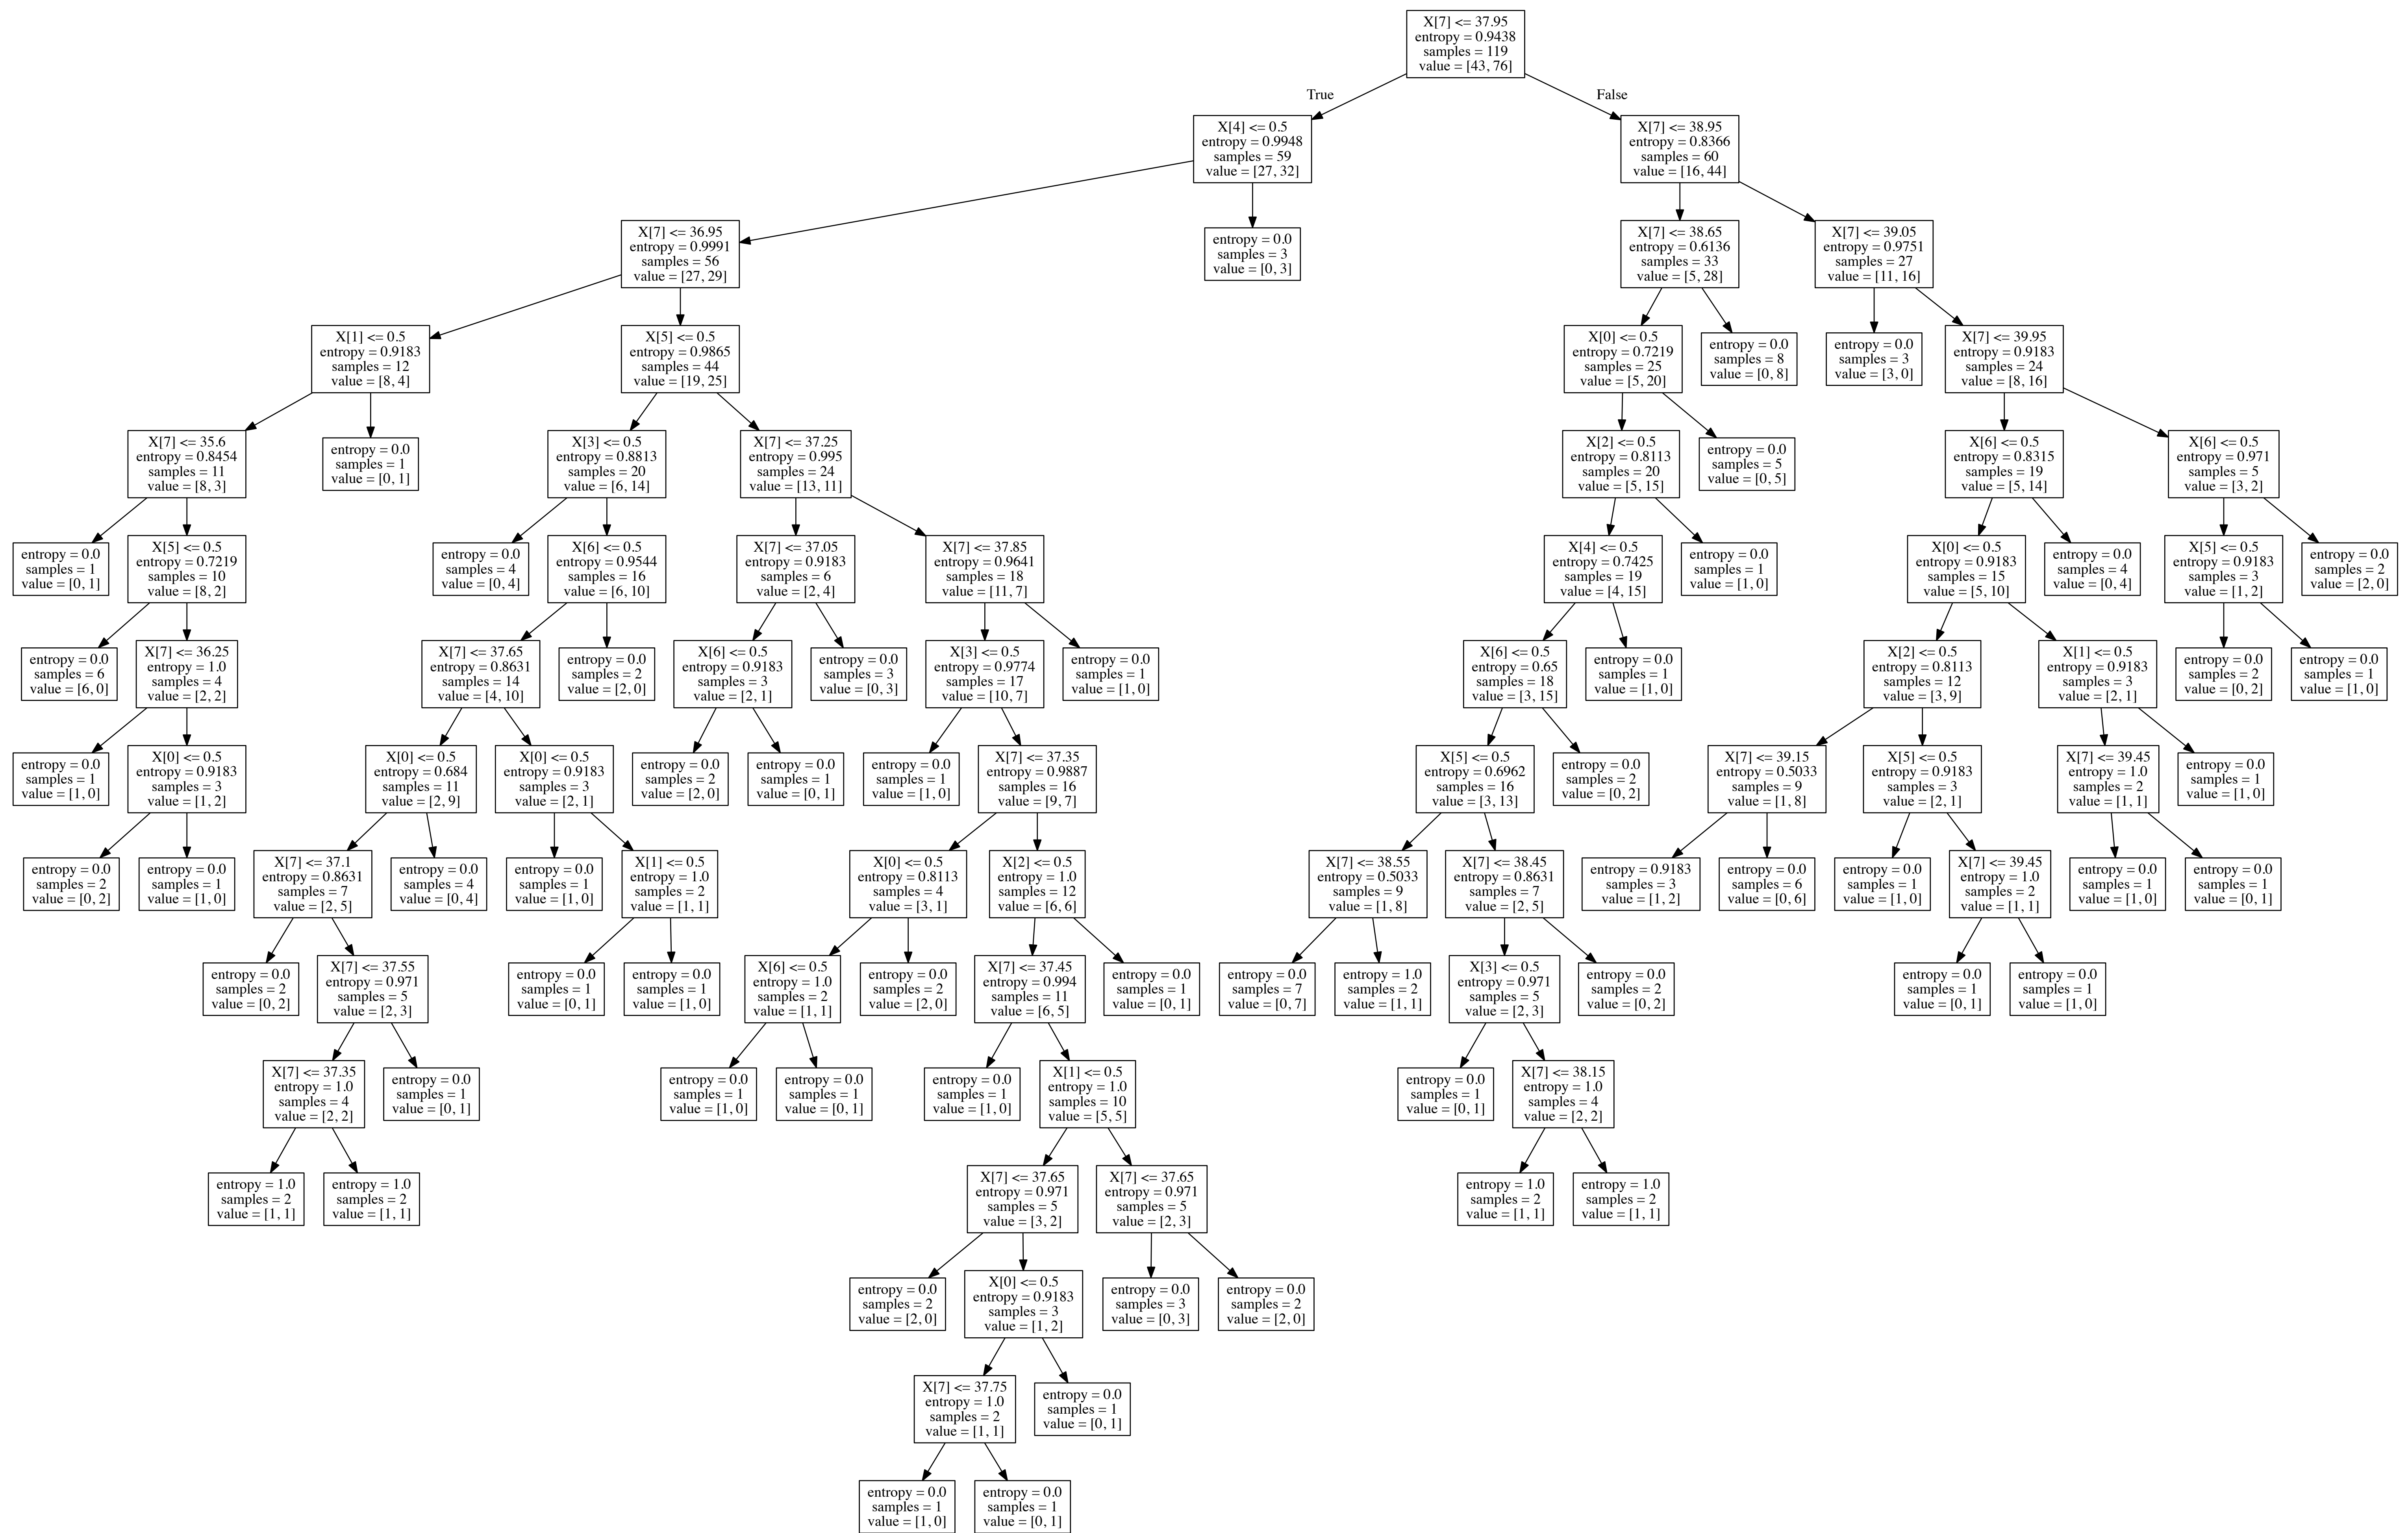 X[7] <= 37.95
entropy = 0.9438
samples = 119
value = [43, 76]
True
False
X[4] <= 0.5
entropy = 0.9948
samples = 59
value = [27, 32]
X[7] <= 38.95
entropy = 0.8366
samples = 60
value = [16, 44]
X[7] <= 36.95
entropy = 0.9991
samples = 56
value = [27, 29]
entropy = 0.0
samples = 3
value = [0, 3]
X[7] <= 38.65
entropy = 0.6136
samples = 33
value = [5, 28]
X[7] <= 39.05
entropy = 0.9751
samples = 27
value = [11, 16]
X[1] <= 0.5
entropy = 0.9183
samples = 12
value = [8, 4]
X[5] <= 0.5
entropy = 0.9865
samples = 44
value = [19, 25]
X[0] <= 0.5
entropy = 0.7219
samples = 25
value = [5, 20]
entropy = 0.0
samples = 8
value = [0, 8]
entropy = 0.0
samples = 3
value = [3, 0]
X[7] <= 39.95
entropy = 0.9183
samples = 24
value = [8, 16]
X[7] <= 35.6
entropy = 0.8454
samples = 11
value = [8, 3]
entropy = 0.0
samples = 1
value = [0, 1]
X[3] <= 0.5
entropy = 0.8813
samples = 20
value = [6, 14]
X[7] <= 37.25
entropy = 0.995
samples = 24
value = [13, 11]
X[2] <= 0.5
entropy = 0.8113
samples = 20
value = [5, 15]
entropy = 0.0
samples = 5
value = [0, 5]
X[6] <= 0.5
entropy = 0.8315
samples = 19
value = [5, 14]
X[6] <= 0.5
entropy = 0.971
samples = 5
value = [3, 2]
entropy = 0.0
samples = 1
value = [0, 1]
X[5] <= 0.5
entropy = 0.7219
samples = 10
value = [8, 2]
entropy = 0.0
samples = 4
value = [0, 4]
X[6] <= 0.5
entropy = 0.9544
samples = 16
value = [6, 10]
X[7] <= 37.05
entropy = 0.9183
samples = 6
value = [2, 4]
X[7] <= 37.85
entropy = 0.9641
samples = 18
value = [11, 7]
X[4] <= 0.5
entropy = 0.7425
samples = 19
value = [4, 15]
entropy = 0.0
samples = 1
value = [1, 0]
X[0] <= 0.5
entropy = 0.9183
samples = 15
value = [5, 10]
entropy = 0.0
samples = 4
value = [0, 4]
X[5] <= 0.5
entropy = 0.9183
samples = 3
value = [1, 2]
entropy = 0.0
samples = 2
value = [2, 0]
entropy = 0.0
samples = 6
value = [6, 0]
X[7] <= 36.25
entropy = 1.0
samples = 4
value = [2, 2]
X[7] <= 37.65
entropy = 0.8631
samples = 14
value = [4, 10]
entropy = 0.0
samples = 2
value = [2, 0]
X[6] <= 0.5
entropy = 0.9183
samples = 3
value = [2, 1]
entropy = 0.0
samples = 3
value = [0, 3]
X[3] <= 0.5
entropy = 0.9774
samples = 17
value = [10, 7]
entropy = 0.0
samples = 1
value = [1, 0]
X[6] <= 0.5
entropy = 0.65
samples = 18
value = [3, 15]
entropy = 0.0
samples = 1
value = [1, 0]
X[2] <= 0.5
entropy = 0.8113
samples = 12
value = [3, 9]
X[1] <= 0.5
entropy = 0.9183
samples = 3
value = [2, 1]
entropy = 0.0
samples = 2
value = [0, 2]
entropy = 0.0
samples = 1
value = [1, 0]
entropy = 0.0
samples = 1
value = [1, 0]
X[0] <= 0.5
entropy = 0.9183
samples = 3
value = [1, 2]
X[0] <= 0.5
entropy = 0.684
samples = 11
value = [2, 9]
X[0] <= 0.5
entropy = 0.9183
samples = 3
value = [2, 1]
entropy = 0.0
samples = 2
value = [2, 0]
entropy = 0.0
samples = 1
value = [0, 1]
entropy = 0.0
samples = 1
value = [1, 0]
X[7] <= 37.35
entropy = 0.9887
samples = 16
value = [9, 7]
X[5] <= 0.5
entropy = 0.6962
samples = 16
value = [3, 13]
entropy = 0.0
samples = 2
value = [0, 2]
X[7] <= 39.15
entropy = 0.5033
samples = 9
value = [1, 8]
X[5] <= 0.5
entropy = 0.9183
samples = 3
value = [2, 1]
X[7] <= 39.45
entropy = 1.0
samples = 2
value = [1, 1]
entropy = 0.0
samples = 1
value = [1, 0]
entropy = 0.0
samples = 2
value = [0, 2]
entropy = 0.0
samples = 1
value = [1, 0]
X[7] <= 37.1
entropy = 0.8631
samples = 7
value = [2, 5]
entropy = 0.0
samples = 4
value = [0, 4]
entropy = 0.0
samples = 1
value = [1, 0]
X[1] <= 0.5
entropy = 1.0
samples = 2
value = [1, 1]
X[0] <= 0.5
entropy = 0.8113
samples = 4
value = [3, 1]
X[2] <= 0.5
entropy = 1.0
samples = 12
value = [6, 6]
X[7] <= 38.55
entropy = 0.5033
samples = 9
value = [1, 8]
X[7] <= 38.45
entropy = 0.8631
samples = 7
value = [2, 5]
entropy = 0.9183
samples = 3
value = [1, 2]
entropy = 0.0
samples = 6
value = [0, 6]
entropy = 0.0
samples = 1
value = [1, 0]
X[7] <= 39.45
entropy = 1.0
samples = 2
value = [1, 1]
entropy = 0.0
samples = 1
value = [1, 0]
entropy = 0.0
samples = 1
value = [0, 1]
entropy = 0.0
samples = 2
value = [0, 2]
X[7] <= 37.55
entropy = 0.971
samples = 5
value = [2, 3]
entropy = 0.0
samples = 1
value = [0, 1]
entropy = 0.0
samples = 1
value = [1, 0]
X[6] <= 0.5
entropy = 1.0
samples = 2
value = [1, 1]
entropy = 0.0
samples = 2
value = [2, 0]
X[7] <= 37.45
entropy = 0.994
samples = 11
value = [6, 5]
entropy = 0.0
samples = 1
value = [0, 1]
entropy = 0.0
samples = 7
value = [0, 7]
entropy = 1.0
samples = 2
value = [1, 1]
X[3] <= 0.5
entropy = 0.971
samples = 5
value = [2, 3]
entropy = 0.0
samples = 2
value = [0, 2]
entropy = 0.0
samples = 1
value = [0, 1]
entropy = 0.0
samples = 1
value = [1, 0]
X[7] <= 37.35
entropy = 1.0
samples = 4
value = [2, 2]
entropy = 0.0
samples = 1
value = [0, 1]
entropy = 0.0
samples = 1
value = [1, 0]
entropy = 0.0
samples = 1
value = [0, 1]
entropy = 0.0
samples = 1
value = [1, 0]
X[1] <= 0.5
entropy = 1.0
samples = 10
value = [5, 5]
entropy = 0.0
samples = 1
value = [0, 1]
X[7] <= 38.15
entropy = 1.0
samples = 4
value = [2, 2]
entropy = 1.0
samples = 2
value = [1, 1]
entropy = 1.0
samples = 2
value = [1, 1]
X[7] <= 37.65
entropy = 0.971
samples = 5
value = [3, 2]
X[7] <= 37.65
entropy = 0.971
samples = 5
value = [2, 3]
entropy = 1.0
samples = 2
value = [1, 1]
entropy = 1.0
samples = 2
value = [1, 1]
entropy = 0.0
samples = 2
value = [2, 0]
X[0] <= 0.5
entropy = 0.9183
samples = 3
value = [1, 2]
entropy = 0.0
samples = 3
value = [0, 3]
entropy = 0.0
samples = 2
value = [2, 0]
X[7] <= 37.75
entropy = 1.0
samples = 2
value = [1, 1]
entropy = 0.0
samples = 1
value = [0, 1]
entropy = 0.0
samples = 1
value = [1, 0]
entropy = 0.0
samples = 1
value = [0, 1]